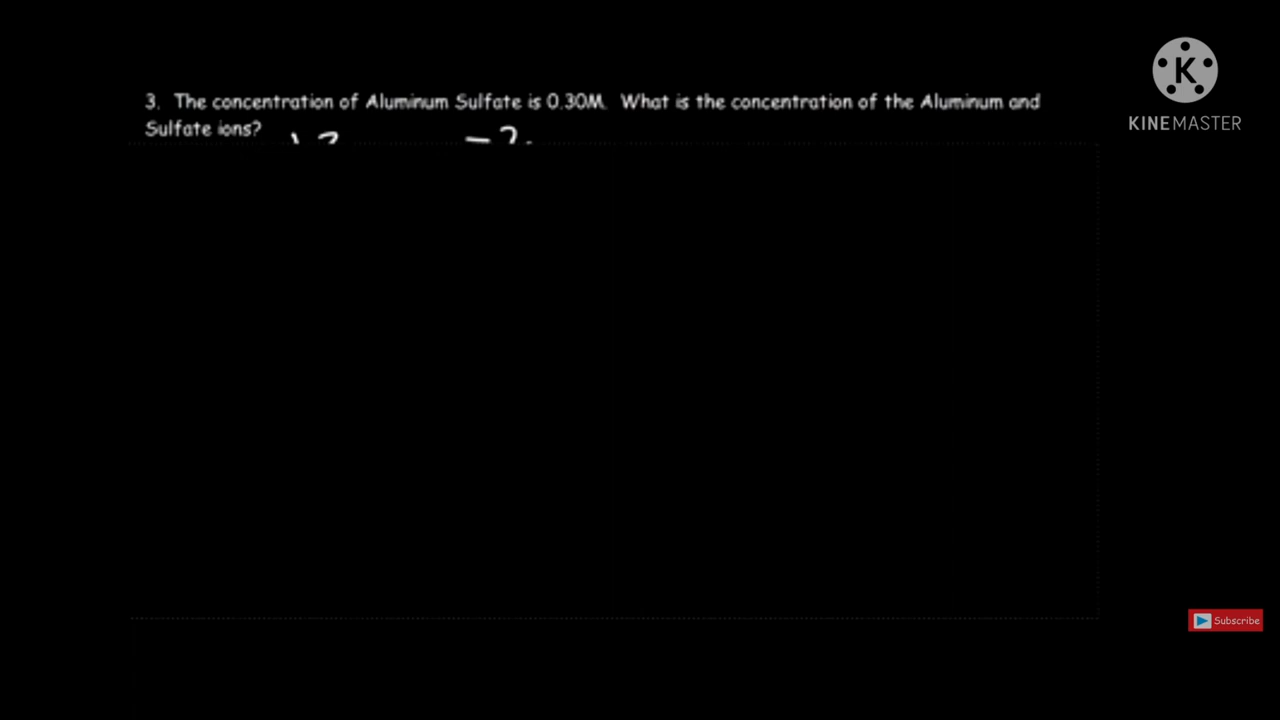 3. The concentration of Aluminum Sulfate is 0.30M. What is the concentration of the Aluminum and
Sulfate ions?
K
KINEMASTER
Subscribe